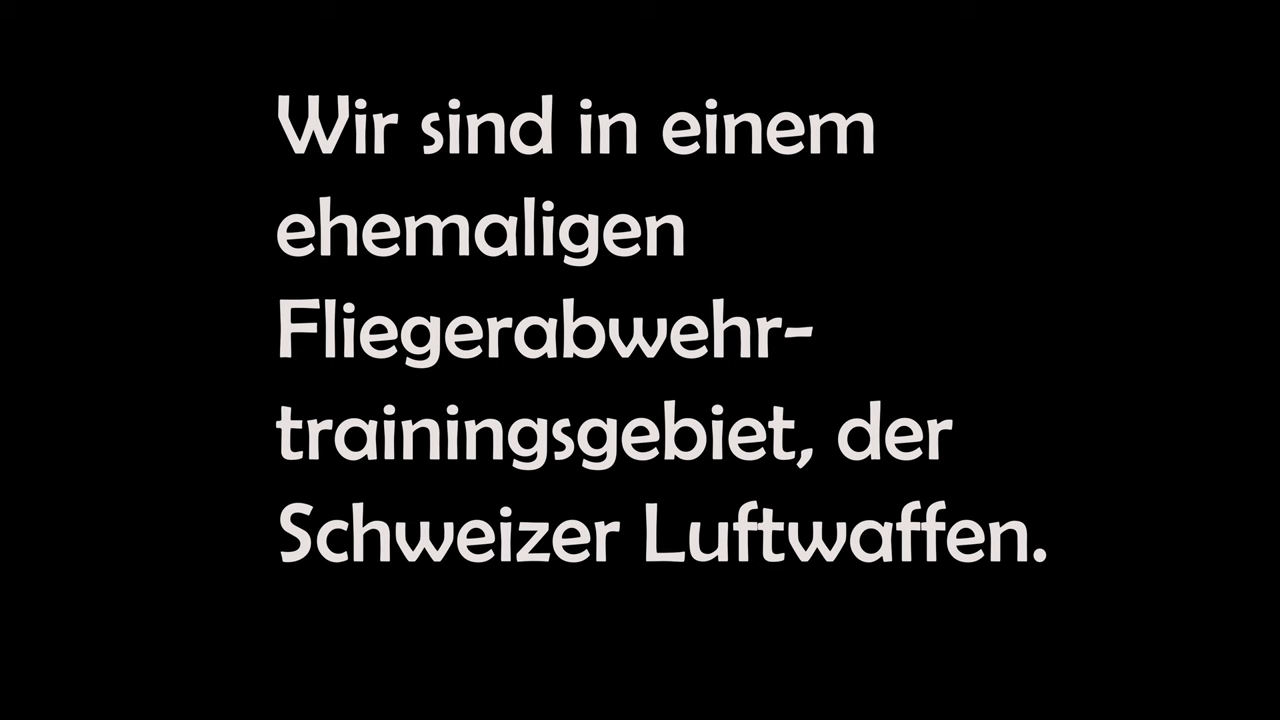 Wir sind in einem
ehemaligen
Fliegerabwehr-
trainingsgebiet, der
Schweizer Luftwaffen.